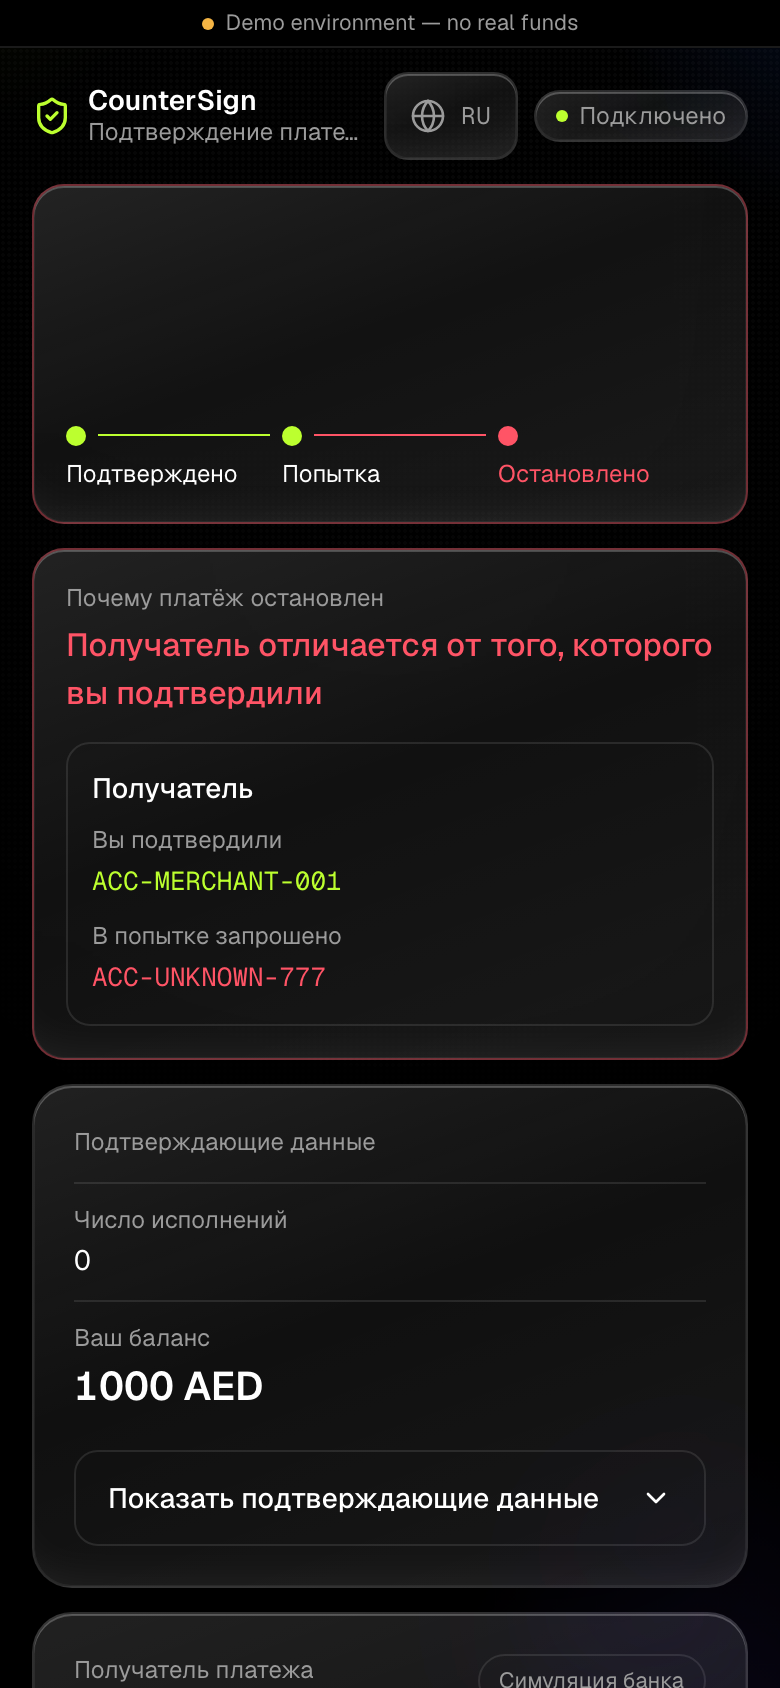 Demo environment — no real funds
CounterSign
Подтверждение плате...
RU
Подключено
Подтверждено
Попытка
Остановлено
Почему платёж остановлен
Получатель отличается от того, которого
вы подтвердили
Получатель
Вы подтвердили
ACC-MERCHANT-001
В попытке запрошено
ACC-UNKNOWN-777
Подтверждающие данные
Число исполнений
0
Ваш баланс
1000 AED
Показать подтверждающие данные
Получатель платежа
Симуляция банка